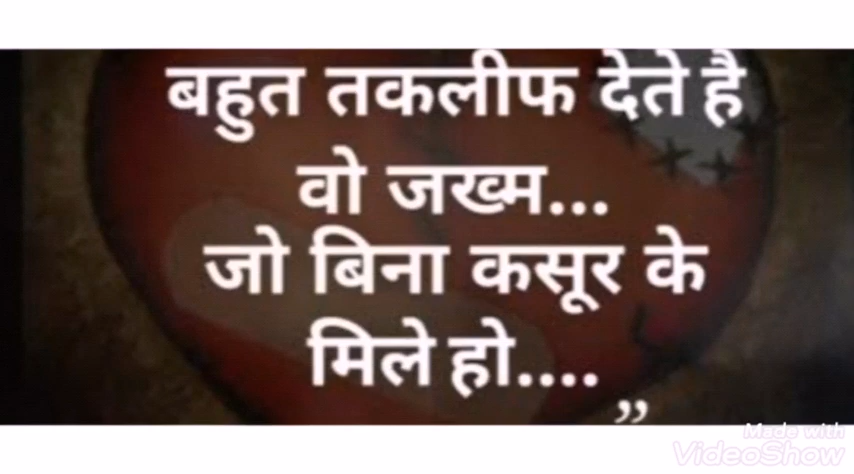 बहुत तकलीफ देते है
वो जख्म...
जो बिना कसूर के
मिले हो....
”
Made with
VideoShow